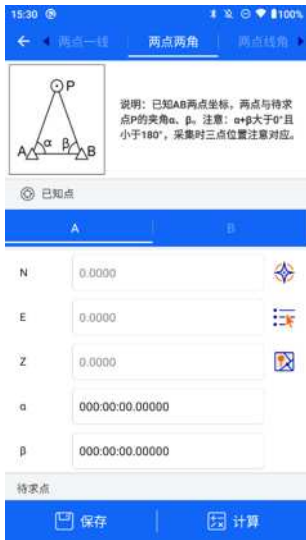 15:30
100%
两点一线 两点两角 两点线角
P
α β
A B
说明：已知AB两点坐标，两点与待求
点P的夹角α、β。注意：α+β大于0°且
小于180°，采集时三点位置注意对应。
已知点
A B
N 0.0000
E 0.0000
Z 0.0000
α 000:00:00.00000
β 000:00:00.00000
待求点
保存 计算